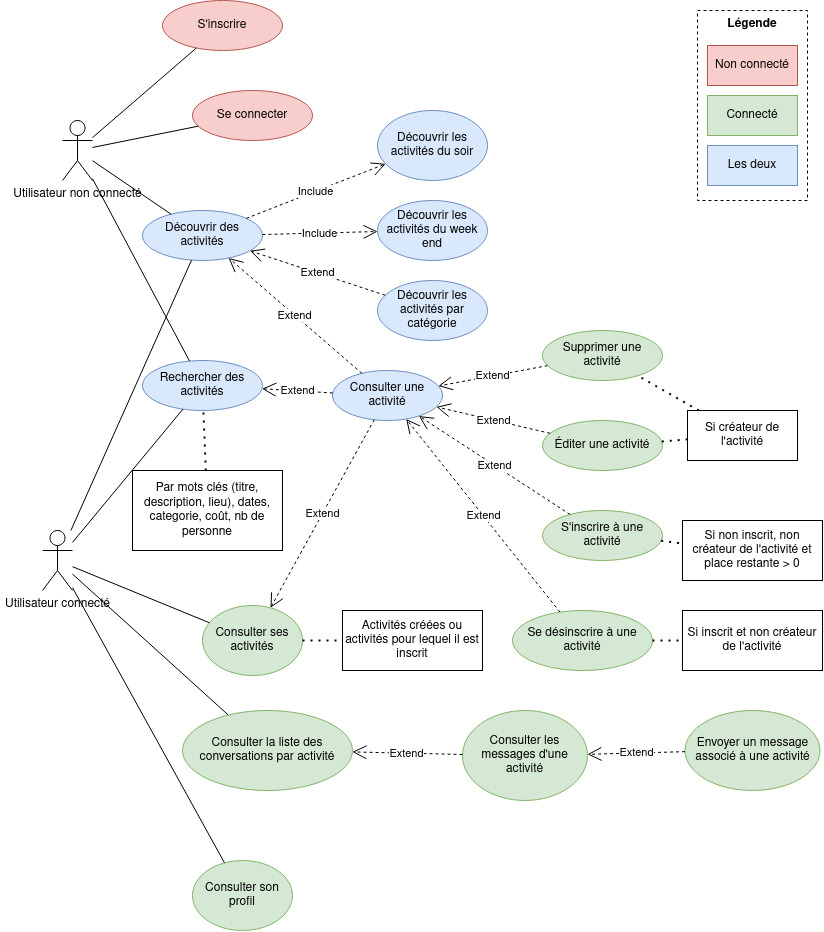 S'inscrire
Légende
Non connecté
Se connecter
Connecté
Découvrir les
activités du soir
Les deux
Utilisateur non connecté
Include
Découvrir des
activités
Include
Découvrir les
activités du week
end
Extend
Découvrir les
activités par
catégorie
Extend
Supprimer une
activité
Extend
Rechercher des
activités
Extend
Consulter une
activité
Extend
Éditer une activité
Si créateur de
l'activité
Par mots clés (titre,
description, lieu), dates,
categorie, coût, nb de
personne
Extend
Extend
Extend
S'inscrire à une
activité
Si non inscrit, non
créateur de l'activité et
place restante > 0
Utilisateur connecté
Consulter ses
activités
Activités créées ou
activités pour lequel il est
inscrit
Se désinscrire à une
activité
Si inscrit et non créateur
de l'activité
Consulter la liste des
conversations par activité
Extend
Consulter les
messages d'une
activité
Extend
Envoyer un message
associé à une activité
Consulter son
profil